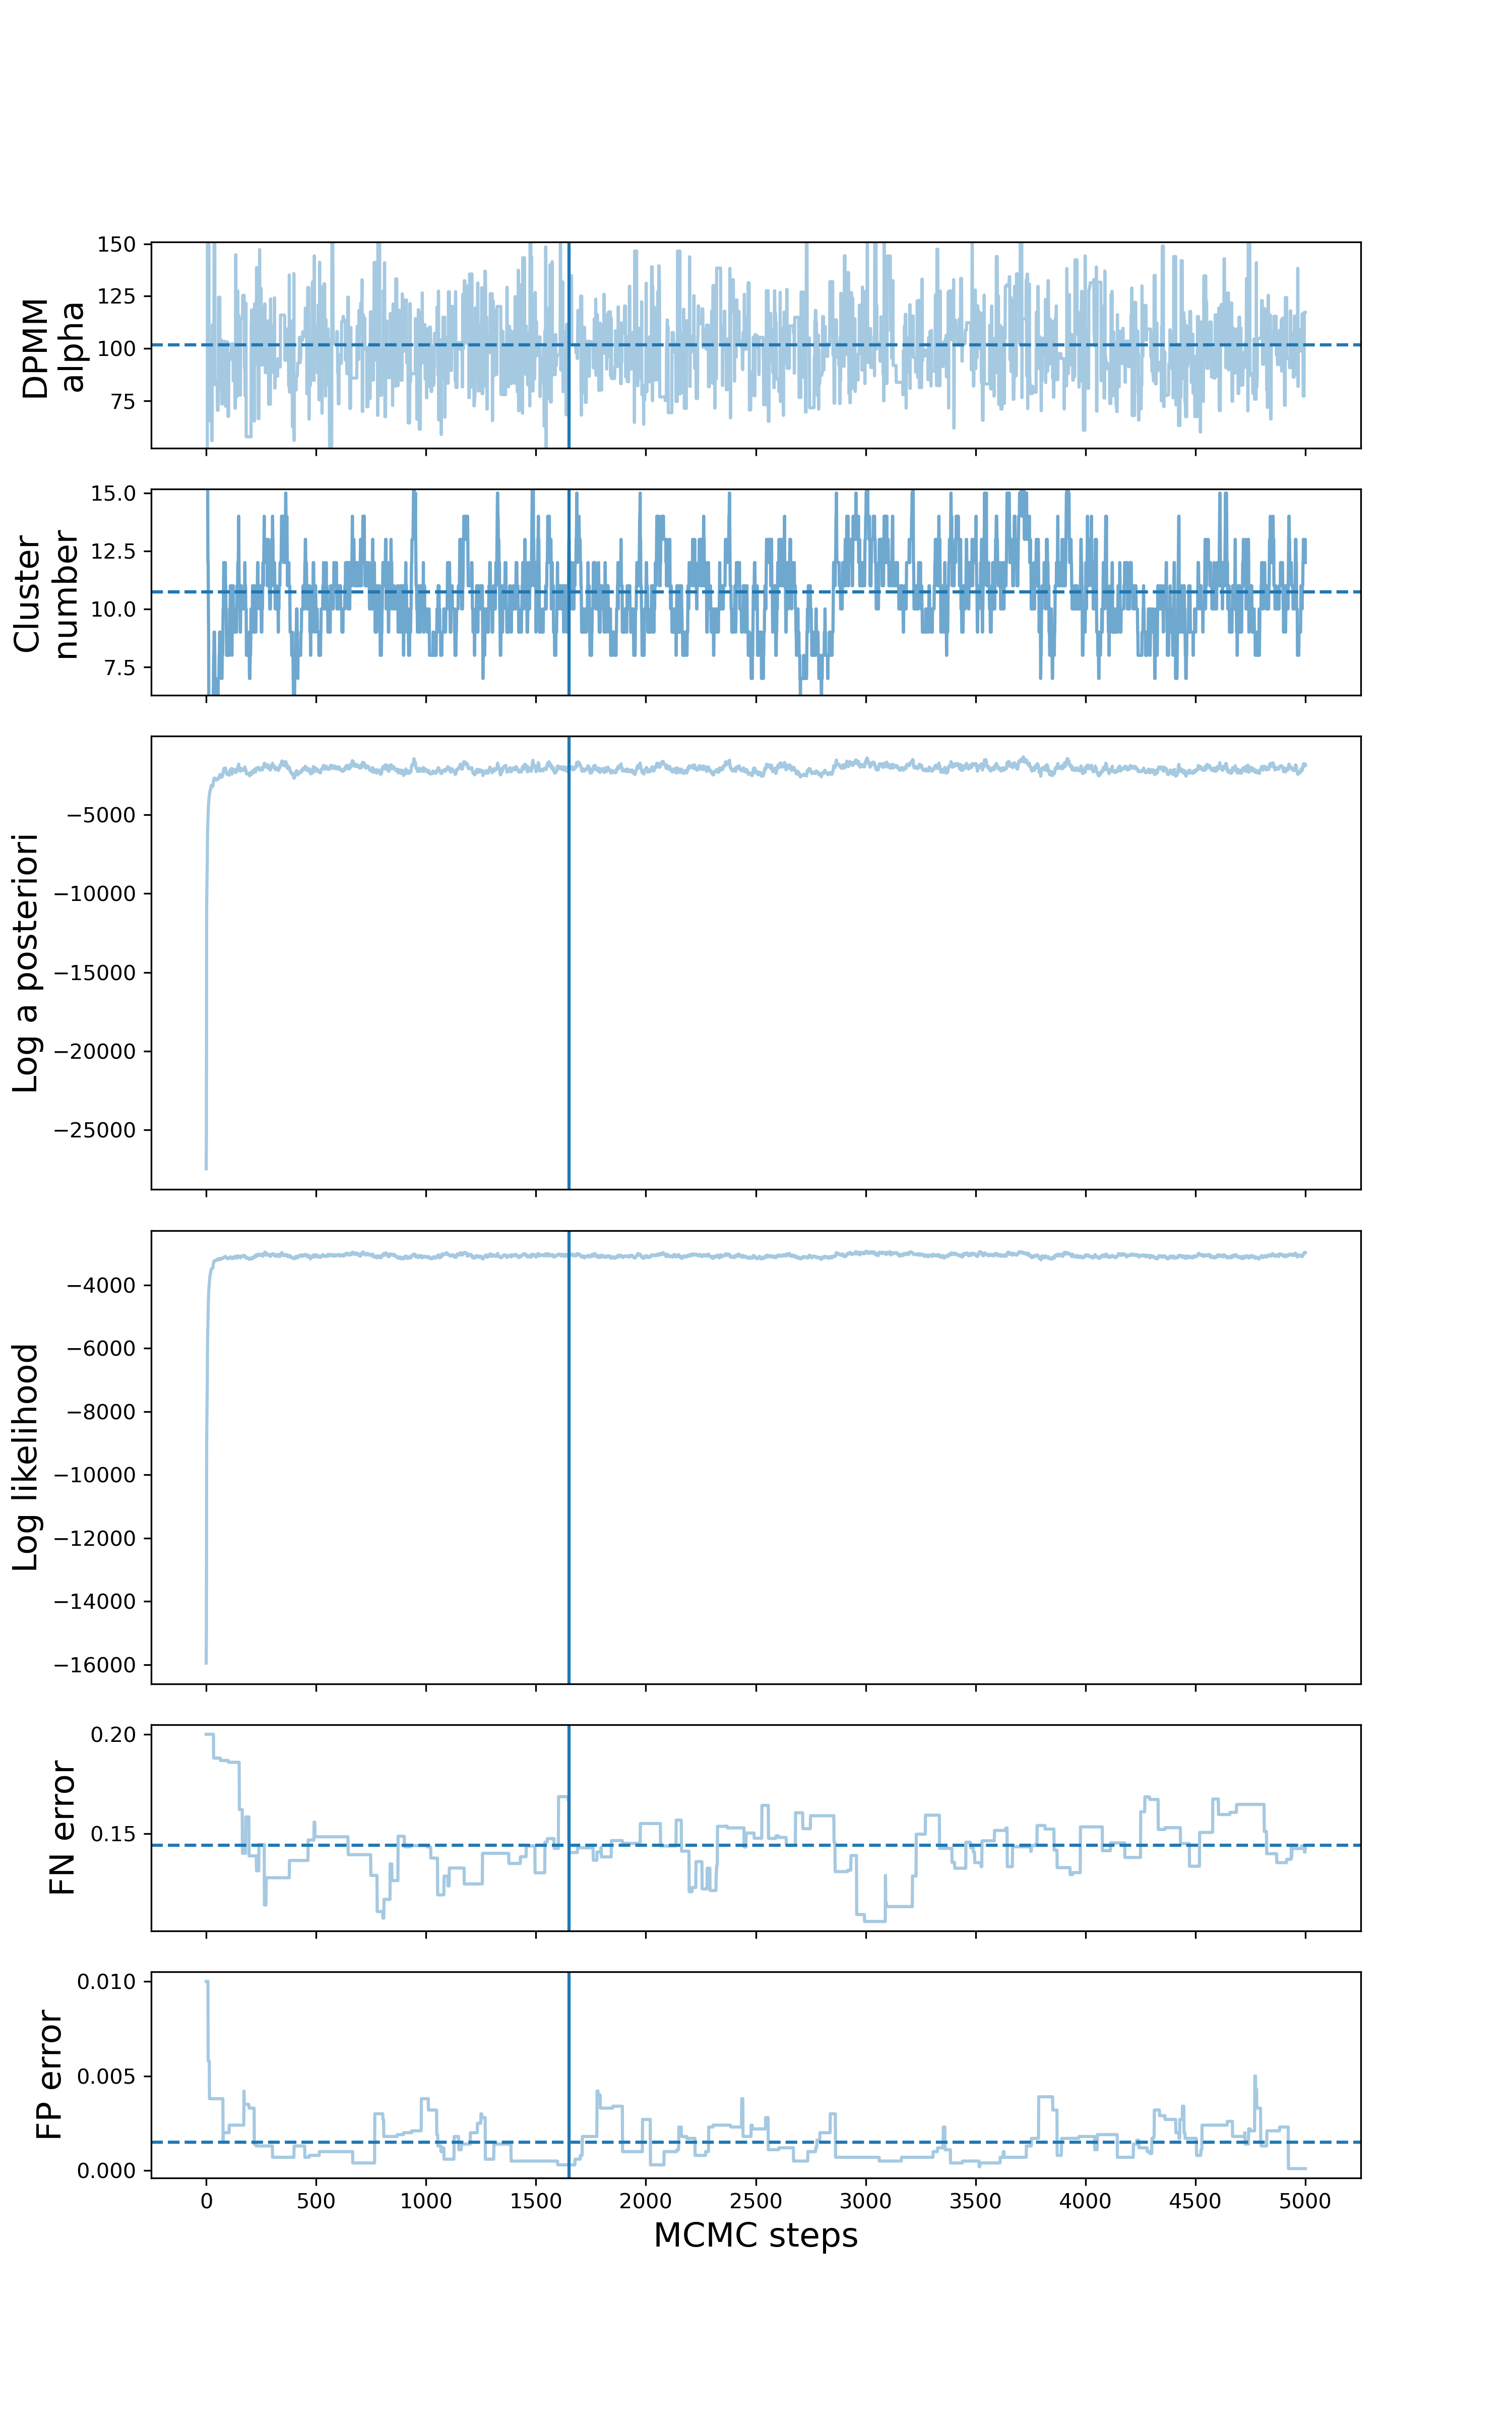 DPMM
alpha
150
125
100
75
Cluster
number
15.0
12.5
10.0
7.5
Log a posteriori
−5000
−10000
−15000
−20000
−25000
Log likelihood
−4000
−6000
−8000
−10000
−12000
−14000
−16000
FN error
0.20
0.15
FP error
0.010
0.005
0.000
0 500 1000 1500 2000 2500 3000 3500 4000 4500 5000
MCMC steps